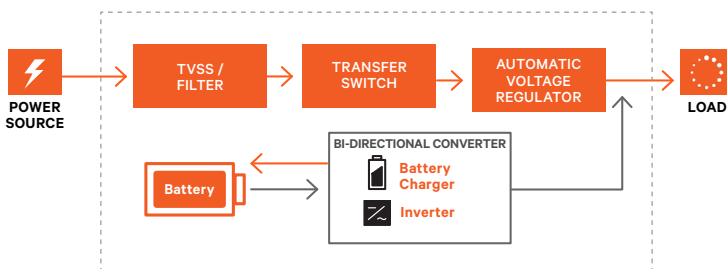 TVSS /
FILTER
TRANSFER
SWITCH
AUTOMATIC
VOLTAGE
REGULATOR
POWER
SOURCE
LOAD
BI-DIRECTIONAL CONVERTER
Battery
Charger
Battery
Inverter